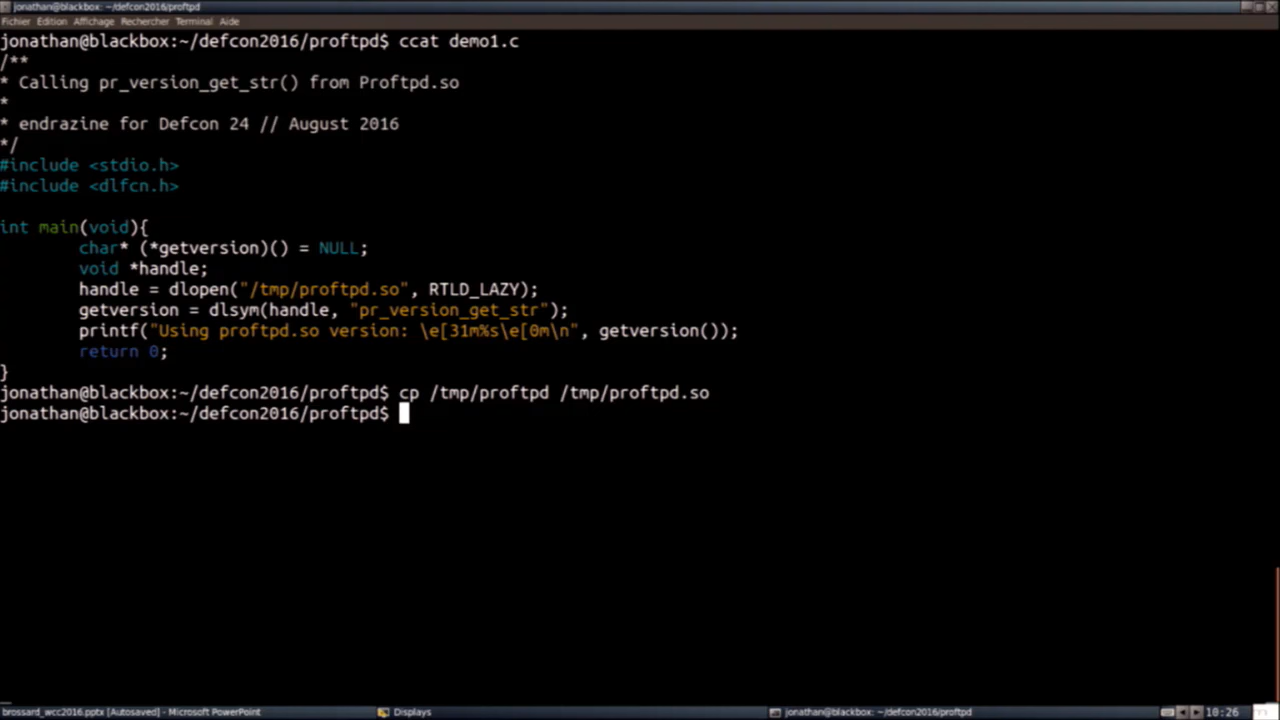 jonathan@blackbox: ~/defcon2016/proftpd
Fichier Édition Affichage Rechercher Terminal Aide
jonathan@blackbox:~/defcon2016/proftpd$ ccat demo1.c
/**
* Calling pr_version_get_str() from Proftpd.so
*
* endrazine for Defcon 24 // August 2016
*/
#include <stdio.h>
#include <dlfcn.h>
int main(void){
char* (*getversion)() = NULL;
void *handle;
handle = dlopen("/tmp/proftpd.so", RTLD_LAZY);
getversion = dlsym(handle, "pr_version_get_str");
printf("Using proftpd.so version: \e[31m%s\e[0m\n", getversion());
return 0;
}
jonathan@blackbox:~/defcon2016/proftpd$ cp /tmp/proftpd /tmp/proftpd.so
jonathan@blackbox:~/defcon2016/proftpd$
brossard_wcc2016.pptx [Autosaved] - Microsoft PowerPoint Displays jonathan@blackbox: ~/defcon2016/proftpd 10:26